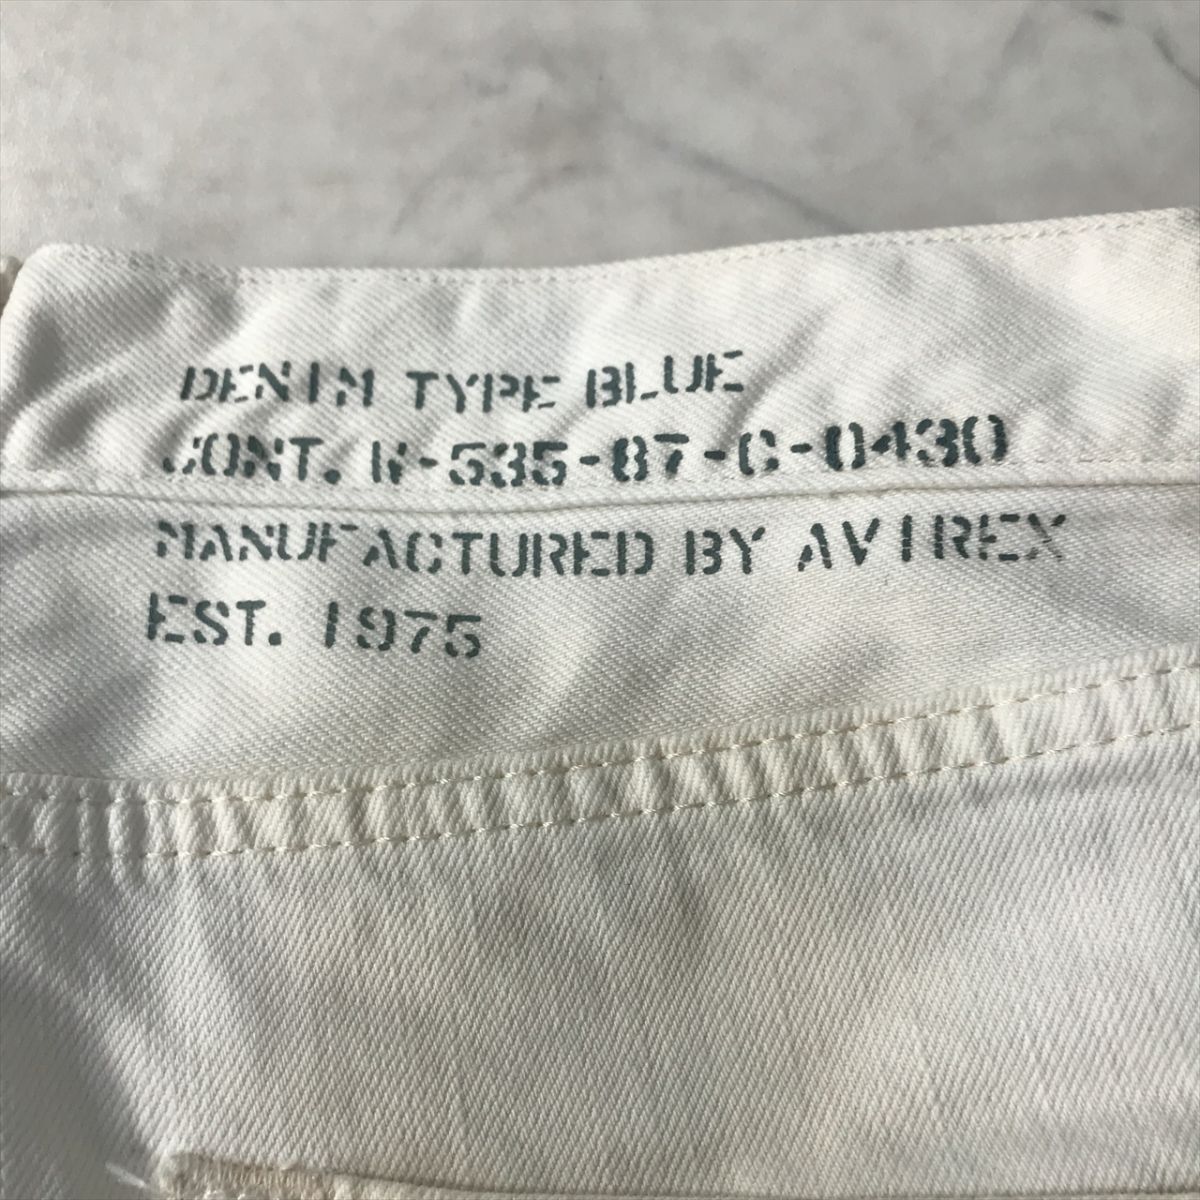 DENIM TYPE BLUE
CONT. N-535-87-C-0430
MANUFACTURED BY AVIREX
EST. 1975